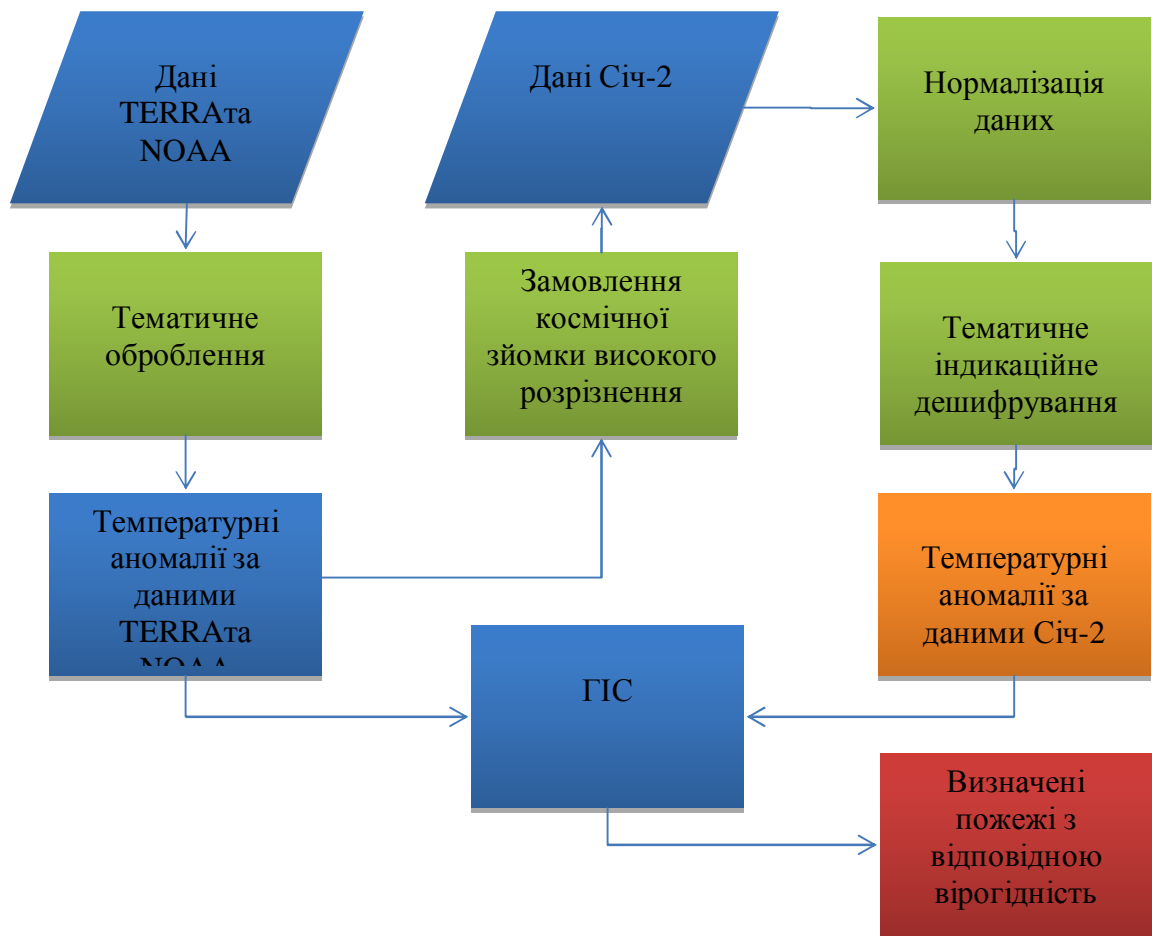 Дані
TERRAта
NOAA
Дані Січ-2
Нормалізація
даних
Тематичне
оброблення
Замовлення
космічної
зйомки високого
розрізнення
Тематичне
індикаційне
дешифрування
Температурні
аномалії за
даними
TERRAта
NOAA
Температурні
аномалії за
даними Січ-2
ГІС
Визначені
пожежі з
відповідною
вірогідність